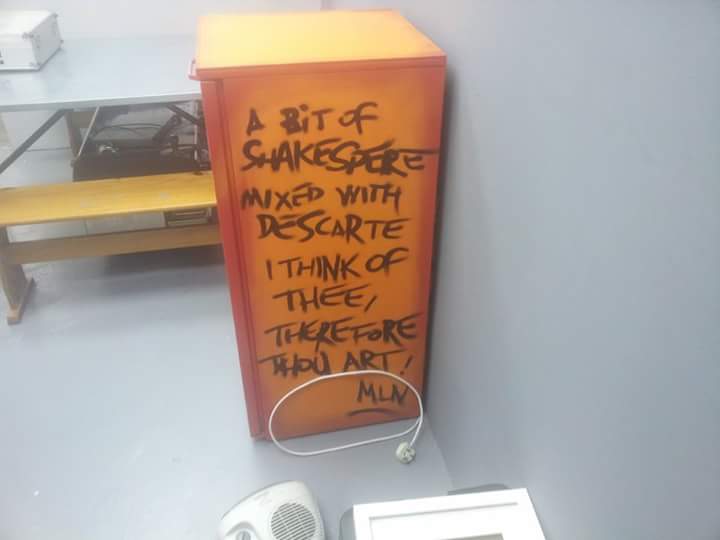 A BiT OF
SHAKESPERE
MIXED WITH
DESCARTE
I THINK OF
THEE,
THEREFORE
THOU ART!
MLN